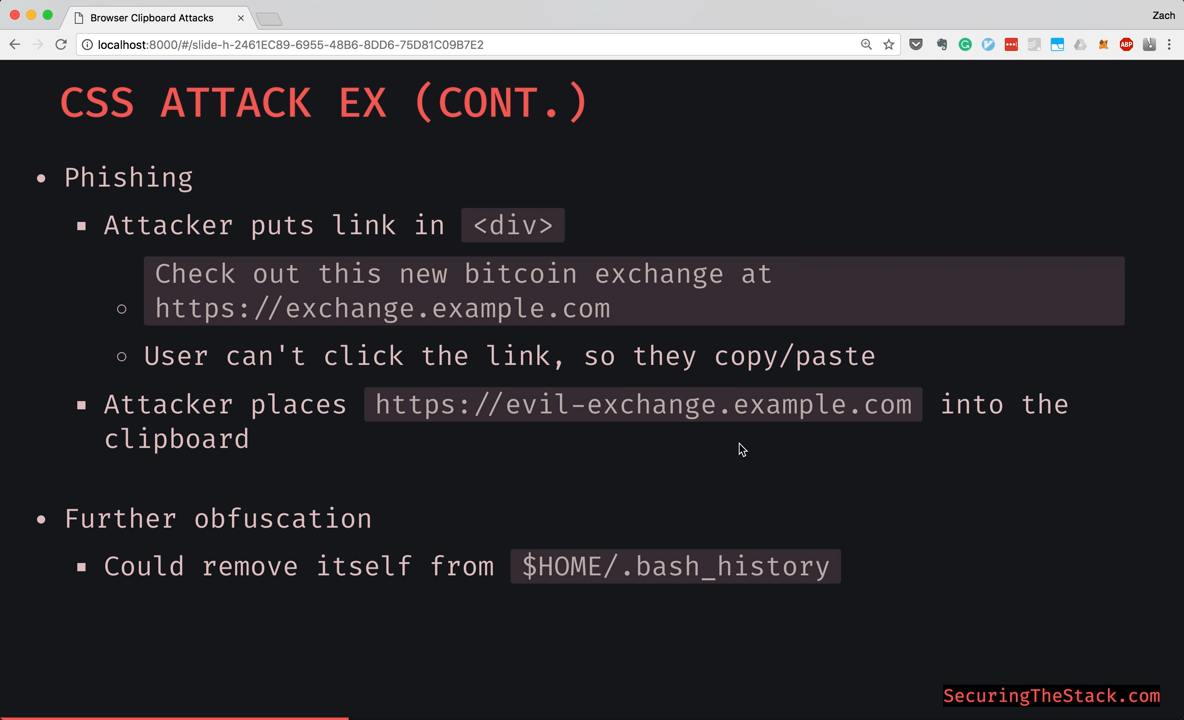 Browser Clipboard Attacks
Zach
localhost:8000/#/slide-h-2461EC89-6955-48B6-8DD6-75D81C09B7E2
ABP
CSS ATTACK EX (CONT.)
Phishing
Attacker puts link in <div>
Check out this new bitcoin exchange at
https://exchange.example.com
User can't click the link, so they copy/paste
Attacker places https://evil-exchange.example.com into the
clipboard
Further obfuscation
Could remove itself from $HOME/.bash_history
SecuringTheStack.com